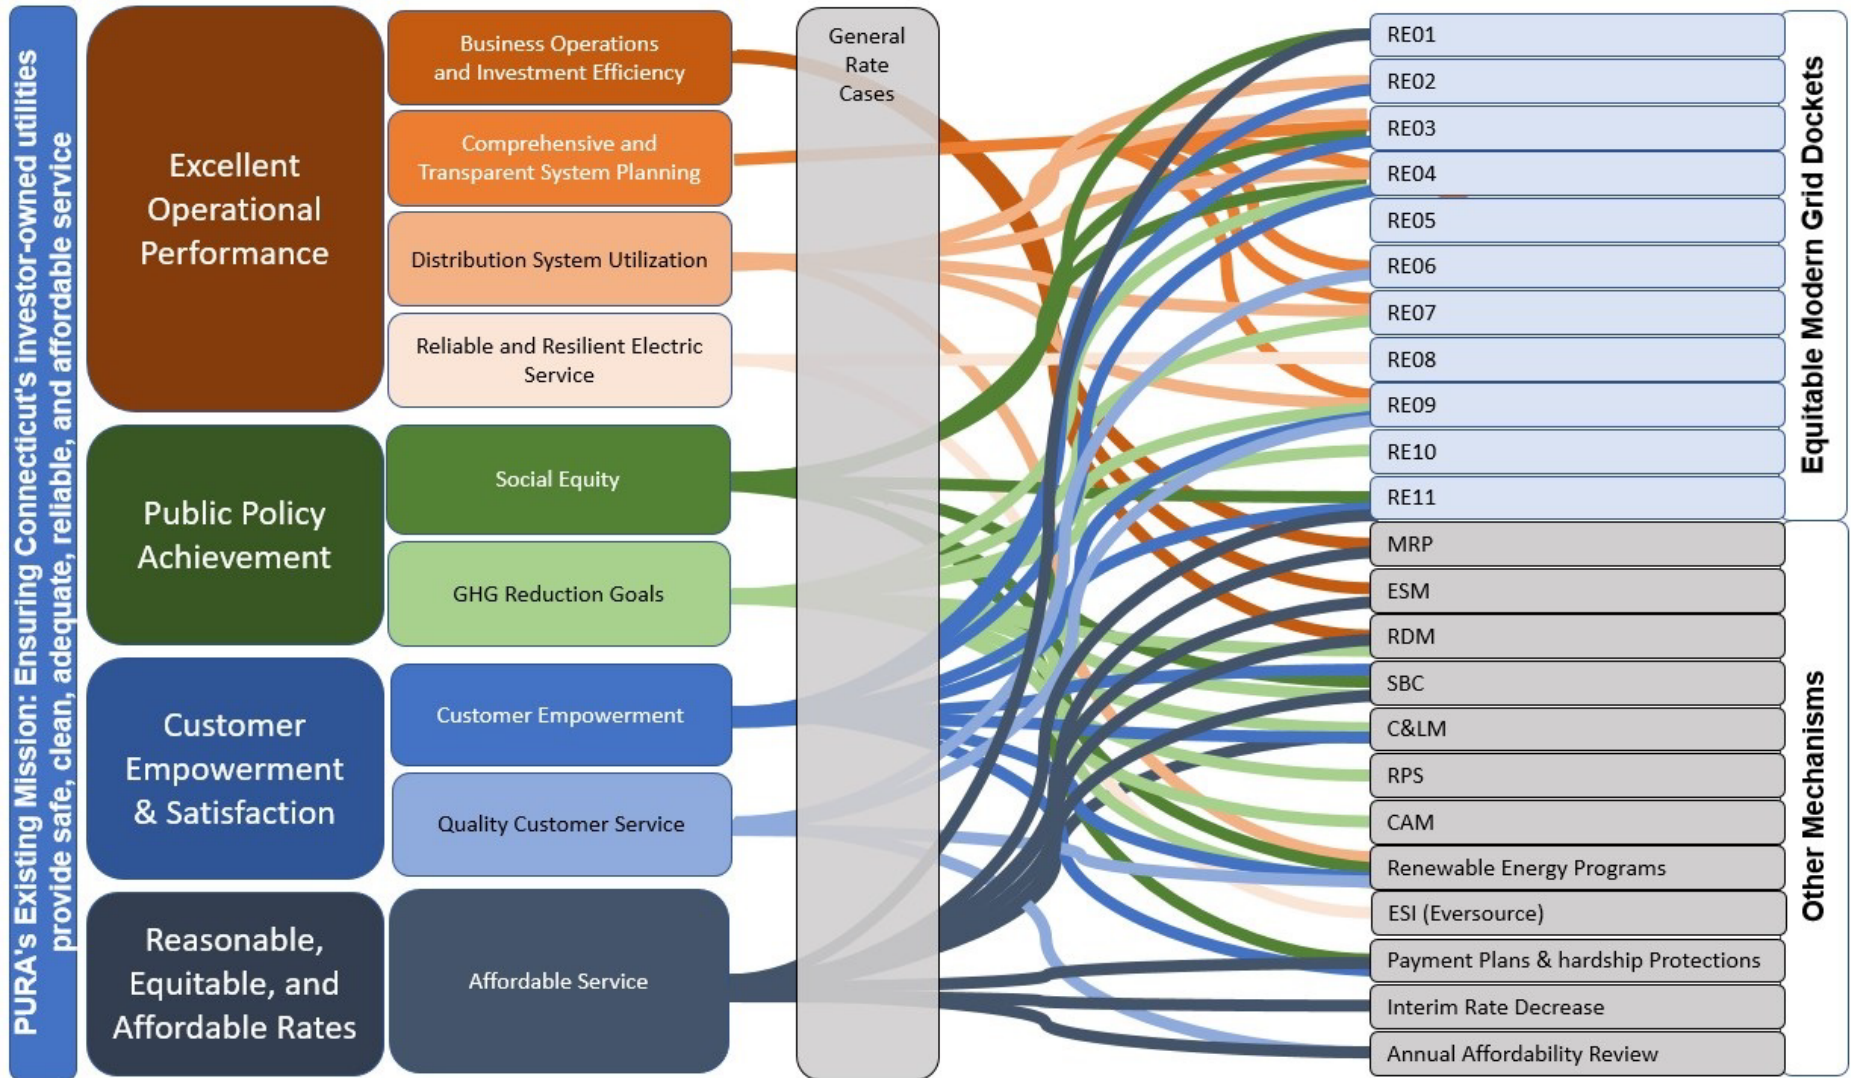 PURA's Existing Mission: Ensuring Connecticut's investor-owned utilities
provide safe, clean, adequate, reliable, and affordable service
Excellent
Operational
Performance
Business Operations
and Investment Efficiency
Comprehensive and
Transparent System Planning
Distribution System Utilization
Reliable and Resilient Electric
Service
Public Policy
Achievement
Social Equity
GHG Reduction Goals
Customer
Empowerment
& Satisfaction
Customer Empowerment
Quality Customer Service
Reasonable,
Equitable, and
Affordable Rates
Affordable Service
General
Rate
Cases
RE01
RE02
RE03
RE04
RE05
RE06
RE07
RE08
RE09
RE10
RE11
Equitable Modern Grid Dockets
MRP
ESM
RDM
SBC
C&LM
RPS
CAM
Renewable Energy Programs
ESI (Eversource)
Payment Plans & hardship Protections
Interim Rate Decrease
Annual Affordability Review
Other Mechanisms